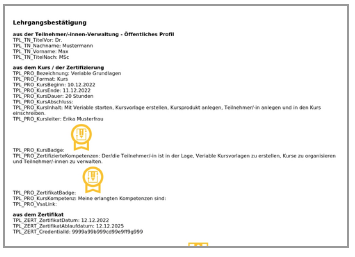 Lehrgangsbestätigung
aus der Teilnehmer/-innen-Verwaltung - Öffentliches Profil
TPL_TN_TitelVor: Dr.
TPL_TN_Nachname: Mustermann
TPL_TN_Vorname: Max
TPL_TN_TitelNach: MSc
aus dem Kurs / der Zertifizierung
TPL_PRO_Bezeichnung: Variable Grundlagen
TPL_PRO_Format: Kurs
TPL_PRO_KursBeginn: 10.12.2022
TPL_PRO_KursEnde: 11.12.2022
TPL_PRO_KursDauer: 20 Stunden
TPL_PRO_KursAbschluss:
TPL_PRO_KursInhalt: Mit Variable starten, Kursvorlage erstellen, Kursprodukt anlegen, Teilnehmer/-in anlegen und in den Kurs
einschreiben.
TPL_PRO_Kursleiter: Erika Musterfrau
TPL_PRO_KursBadge:
TPL_PRO_ZertifizierteKompetenzen: Der/die Teilnehmer/-in ist in der Lage, Variable Kursvorlagen zu erstellen, Kurse zu organisieren
und Teilnehmer/-innen zu verwalten.
TPL_PRO_ZertifikatBadge:
TPL_PRO_KursKompetenz: Meine erlangten Kompetenzen sind:
TPL_PRO_VvaLink:
aus dem Zertifikat
TPL_ZERT_ZertifikatDatum: 12.12.2022
TPL_ZERT_ZertifikatAblaufdatum: 12.12.2025
TPL_ZERT_CredentialId: